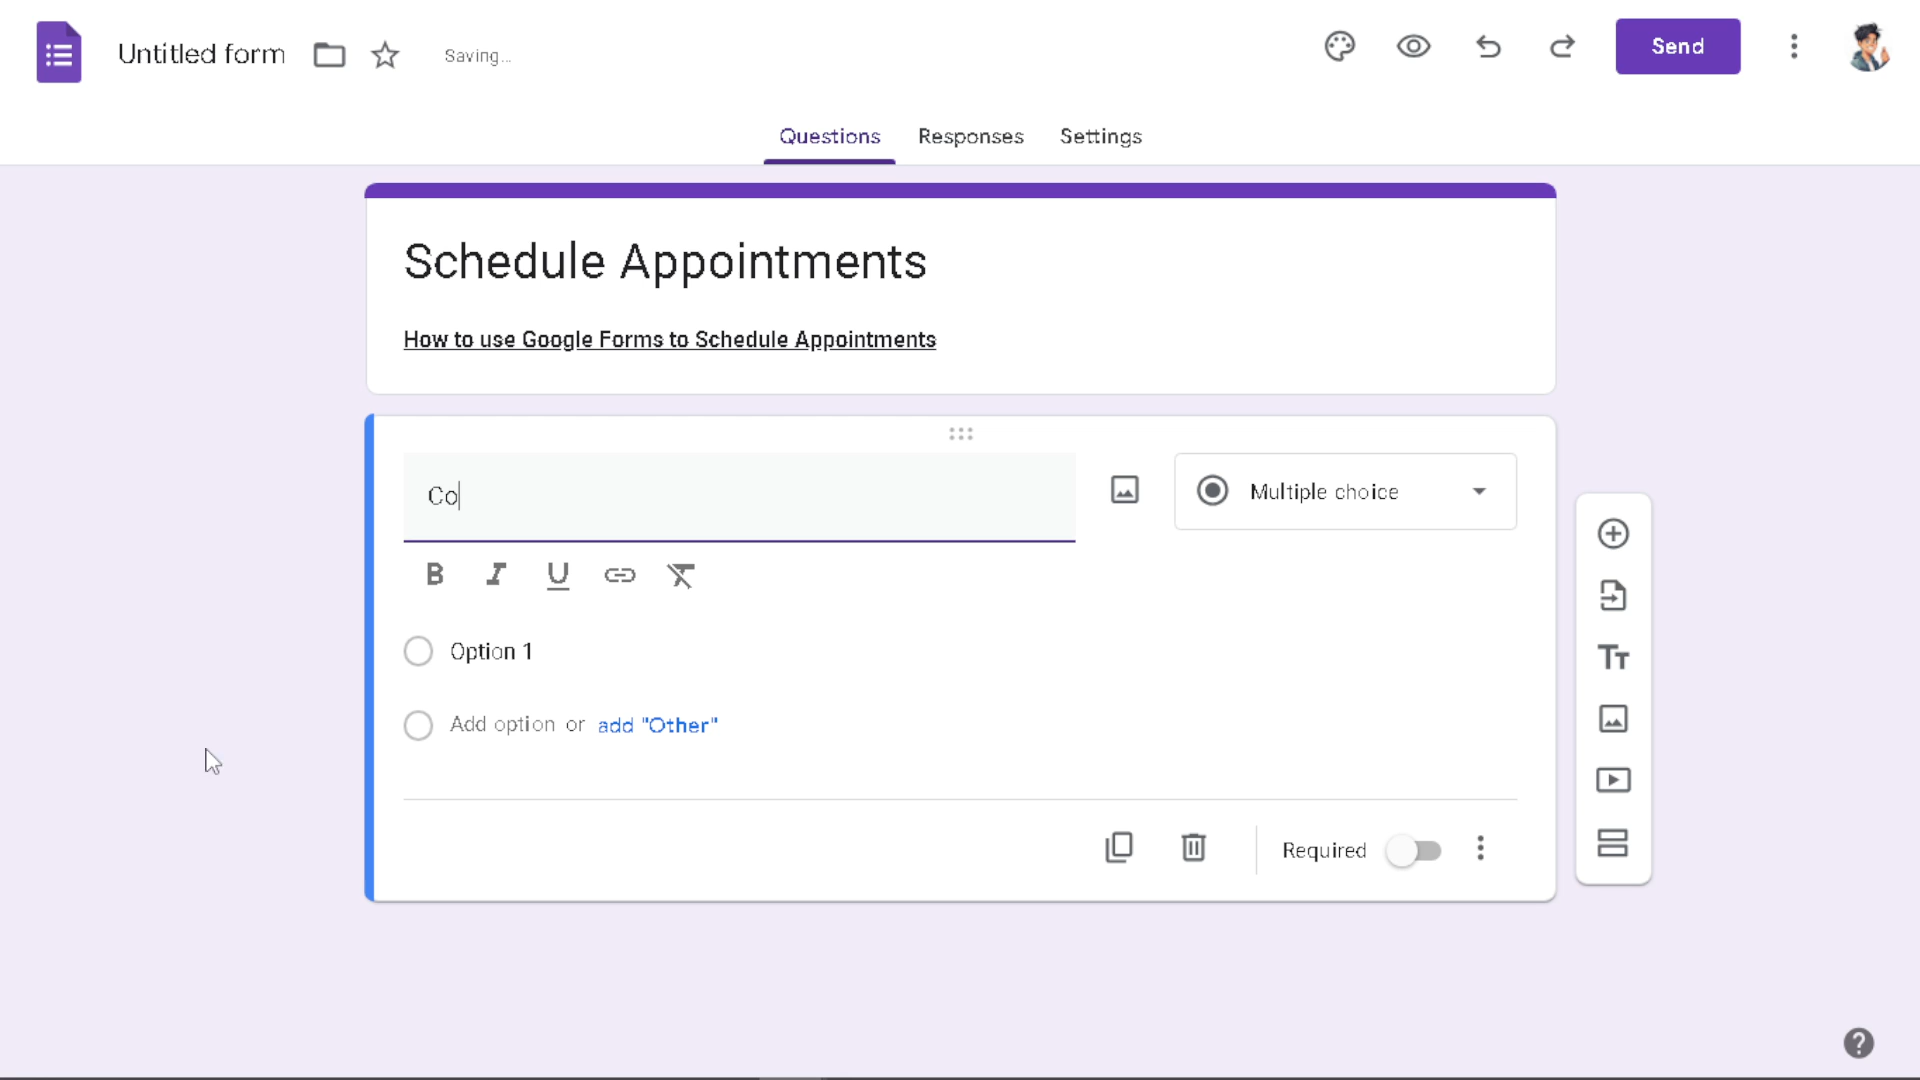 Untitled form
Saving...
Send
Questions
Responses
Settings
Schedule Appointments
How to use Google Forms to Schedule Appointments
Co
Multiple choice
B I U
Option 1
Add option or add "Other"
Required
Tт
?